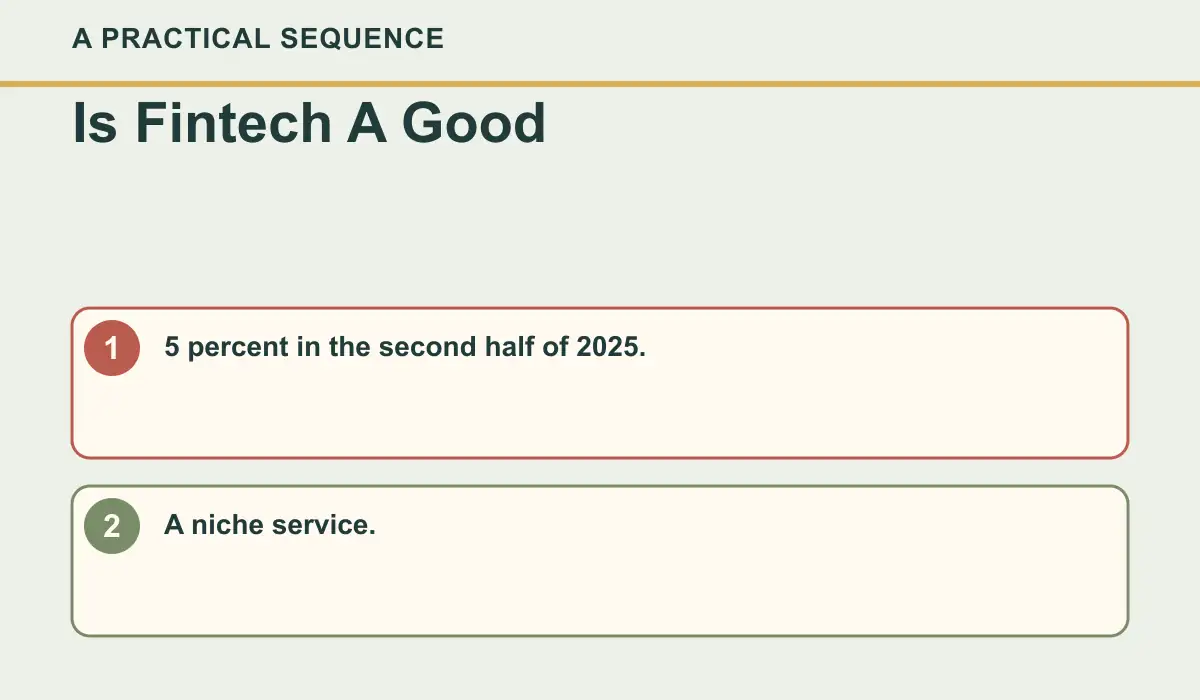 A PRACTICAL SEQUENCE
Is Fintech A Good
1
5 percent in the second half of 2025.
2
A niche service.